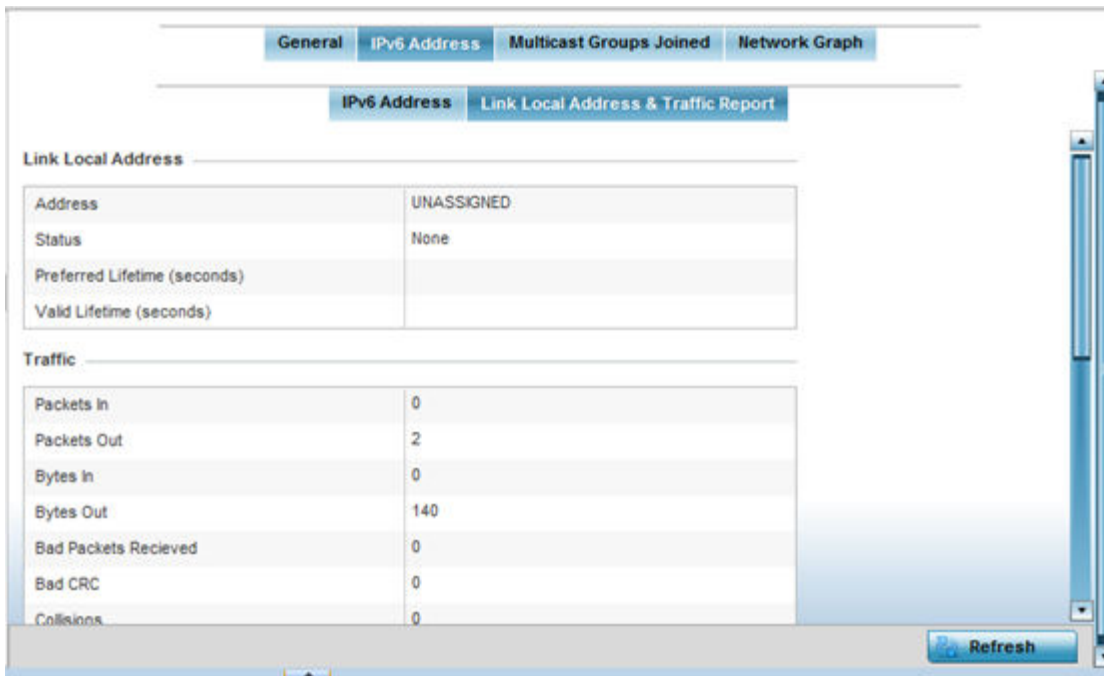 General IPv6 Address Multicast Groups Joined Network Graph
IPv6 Address Link Local Address & Traffic Report
Link Local Address
Address UNASSIGNED
Status None
Preferred Lifetime (seconds)
Valid Lifetime (seconds)
Traffic
Packets In 0
Packets Out 2
Bytes In 0
Bytes Out 140
Bad Packets Recieved 0
Bad CRC 0
Collisions 0
Refresh